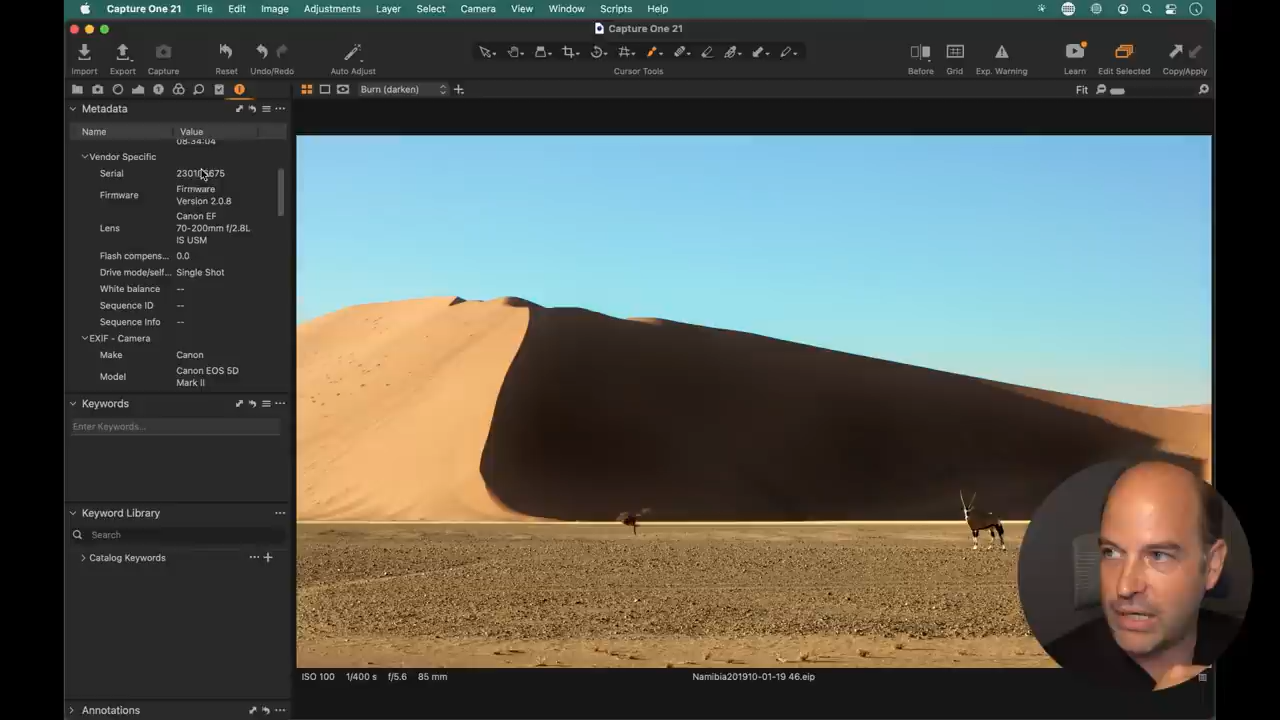 Capture One 21 File Edit Image Adjustments Layer Select Camera View Window Scripts Help
Capture One 21
Import Export Capture Reset Undo/Redo Auto Adjust Cursor Tools Before Grid Exp. Warning Learn Edit Selected Copy/Apply
Burn (darken) Fit
Metadata
Name Value
08:34:04
Vendor Specific
Serial
Firmware Firmware
Version 2.0.8
Lens Canon EF
70-200mm f/2.8L
IS USM
Flash compens... 0.0
Drive mode/self... Single Shot
White balance --
Sequence ID --
Sequence Info --
EXIF - Camera
Make Canon
Model Canon EOS 5D
Mark II
Keywords
Enter Keywords...
Keyword Library
Search
Catalog Keywords
Annotations
ISO 100 1/400 s f/5.6 85 mm Namibia201910-01-19 46.eip